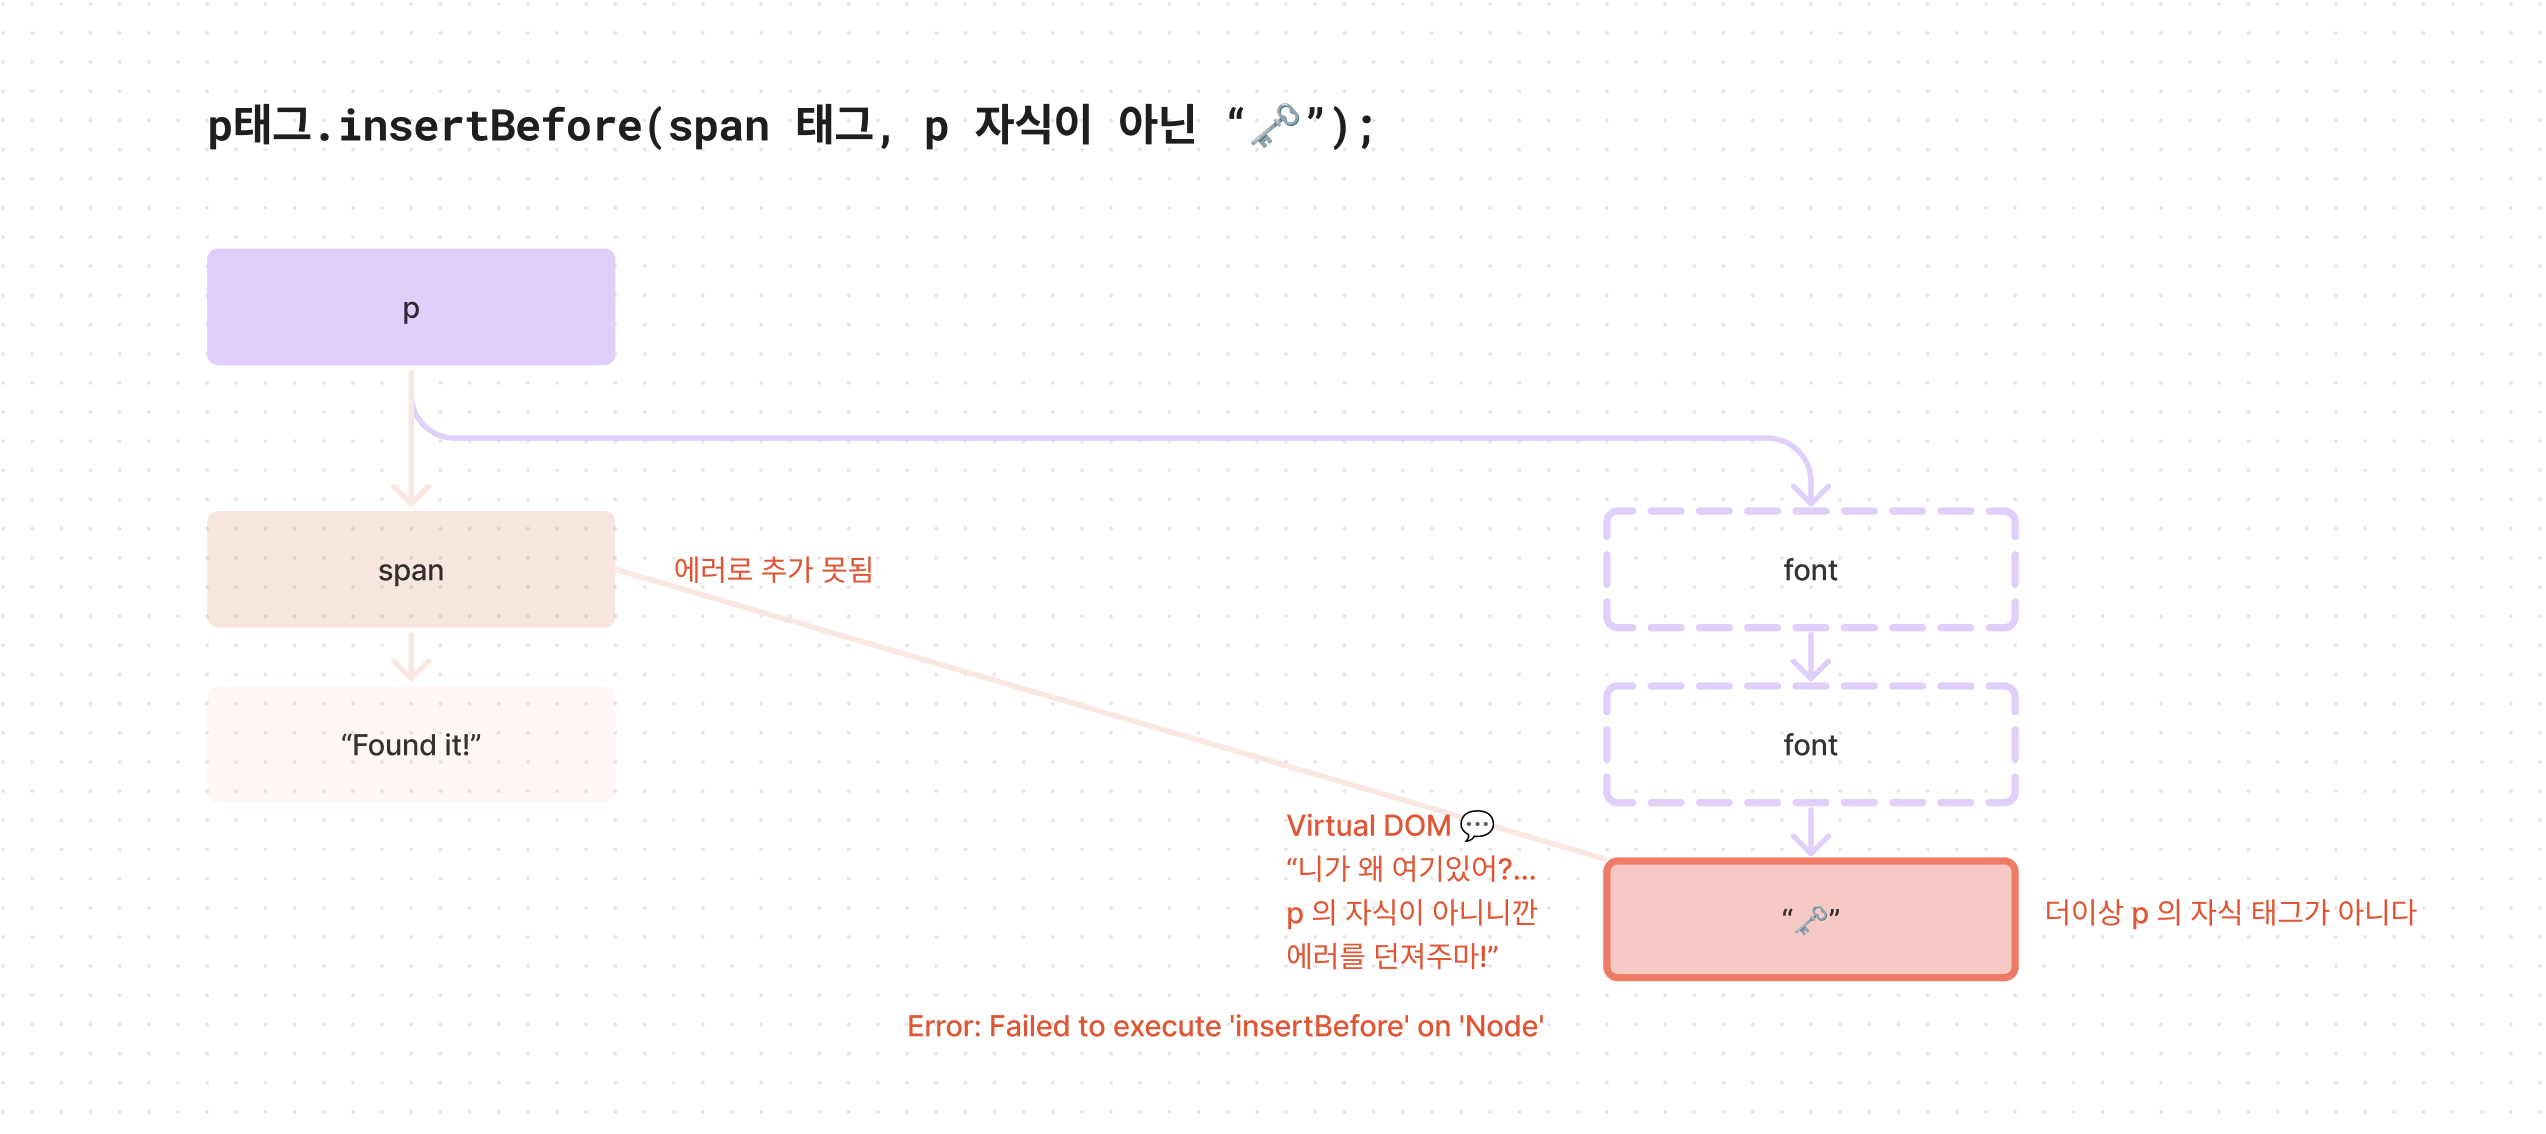 p태그.insertBefore(span 태그, p 자식이 아닌 “🗝️”);
p
span
에러로 추가 못됨
font
“Found it!”
font
Virtual DOM 💬
“니가 왜 여기있어?...
p 의 자식이 아니니깐
에러를 던져주마!”
“🗝️”
더이상 p 의 자식 태그가 아니다
Error: Failed to execute 'insertBefore' on 'Node'